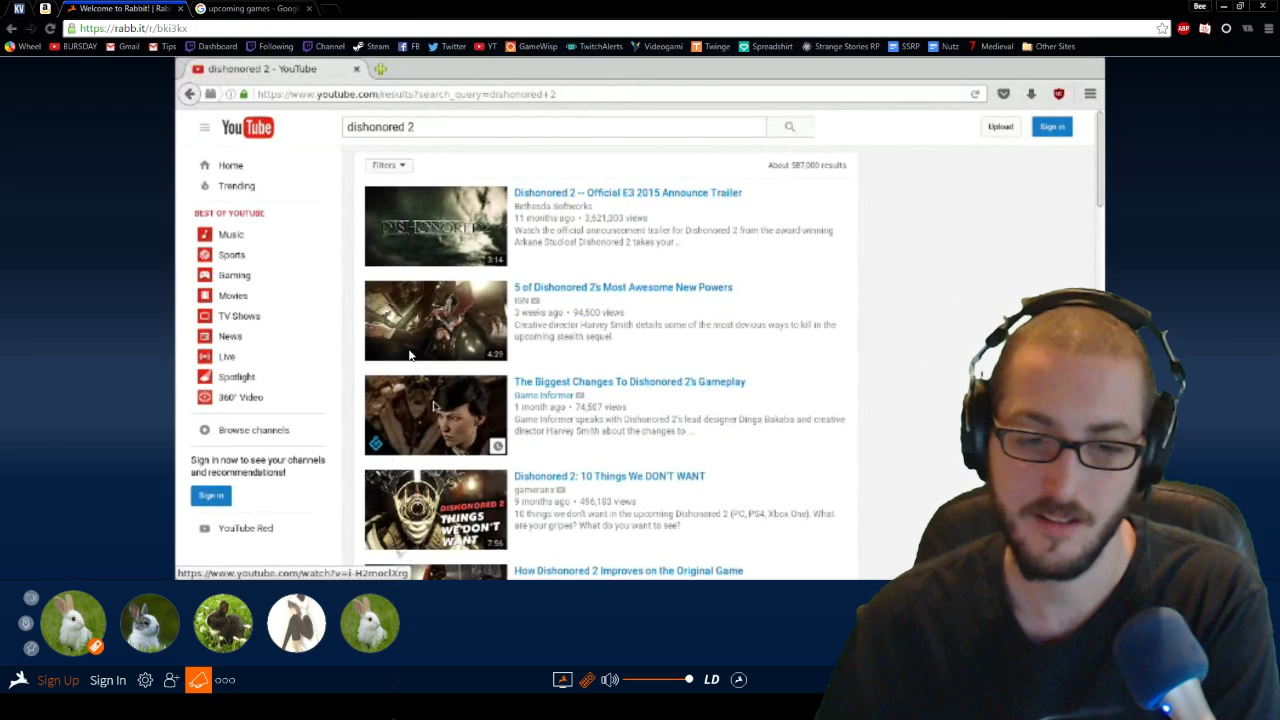 KV
Welcome to Rabbit! | Rabb
upcoming games - Goog
Bee
https://rabb.it/r/bki3kx
Wheel
BURSDAY
Gmail
Tips
Dashboard
Following
Channel
Steam
FB
Twitter
YT
GameWisp
TwitchAlerts
Videogami
Twinge
Spreadshirt
Strange Stories RP
SSRP
Nutz
Medieval
Other Sites
dishonored 2 - YouTube
https://www.youtube.com/results?search_query=dishonored+2
YouTube
dishonored 2
Upload
Sign in
Home
Trending
BEST OF YOUTUBE
Music
Sports
Gaming
Movies
TV Shows
News
Live
Spotlight
360° Video
Browse channels
Sign in now to see your channels
and recommendations!
Sign in
YouTube Red
Filters
About 587,000 results
DISHONORED 2
3:14
Dishonored 2 -- Official E3 2015 Announce Trailer
Bethesda Softworks
11 months ago • 3,621,303 views
Watch the official announcement trailer for Dishonored 2 from the award-winning
Arkane Studios! Dishonored 2 takes your ...
4:29
5 of Dishonored 2's Most Awesome New Powers
IGN
3 weeks ago • 94,500 views
Creative director Harvey Smith details some of the most devious ways to kill in the
upcoming stealth sequel.
The Biggest Changes To Dishonored 2's Gameplay
Game Informer
1 month ago • 74,507 views
Game Informer speaks with Dishonored 2's lead designer Dinga Bakaba and creative
director Harvey Smith about the changes to ...
DISHONORED 2
THINGS
WE DON'T
WANT
7:56
Dishonored 2: 10 Things We DON'T WANT
gameranx
9 months ago • 496,183 views
10 things we don't want in the upcoming Dishonored 2 (PC, PS4, Xbox One). What
are your gripes? What do you want to see?
How Dishonored 2 Improves on the Original Game
https://www.youtube.com/watch?v=i-H2moclXrg
Sign Up
Sign In
LD